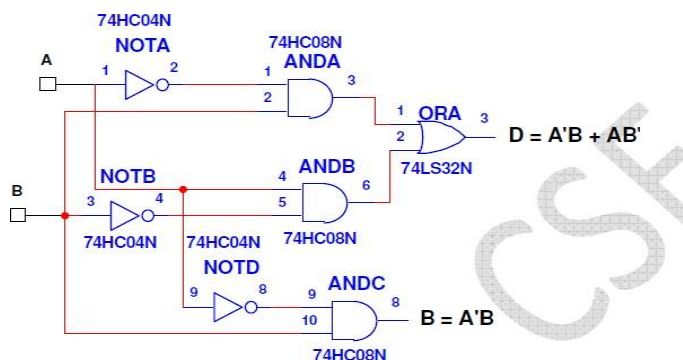 74HC04N
NOTA
74HC08N
ANDA
A
1
2
1
2
3
1
2
ORA
3
D = A'B + AB'
74LS32N
B
NOTB
3
4
74HC04N
4
5
ANDB
6
74HC08N
74HC04N
NOTD
9
8
ANDC
9
10
8
B = A'B
74HC08N
CSE